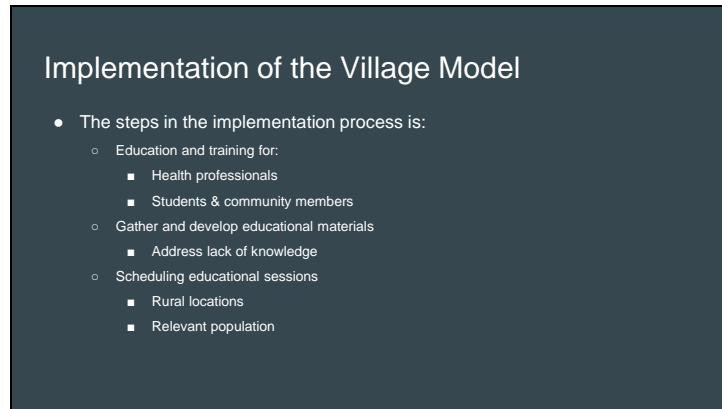 Implementation of the Village Model
● The steps in the implementation process is:
○ Education and training for:
■ Health professionals
■ Students & community members
○ Gather and develop educational materials
■ Address lack of knowledge
○ Scheduling educational sessions
■ Rural locations
■ Relevant population